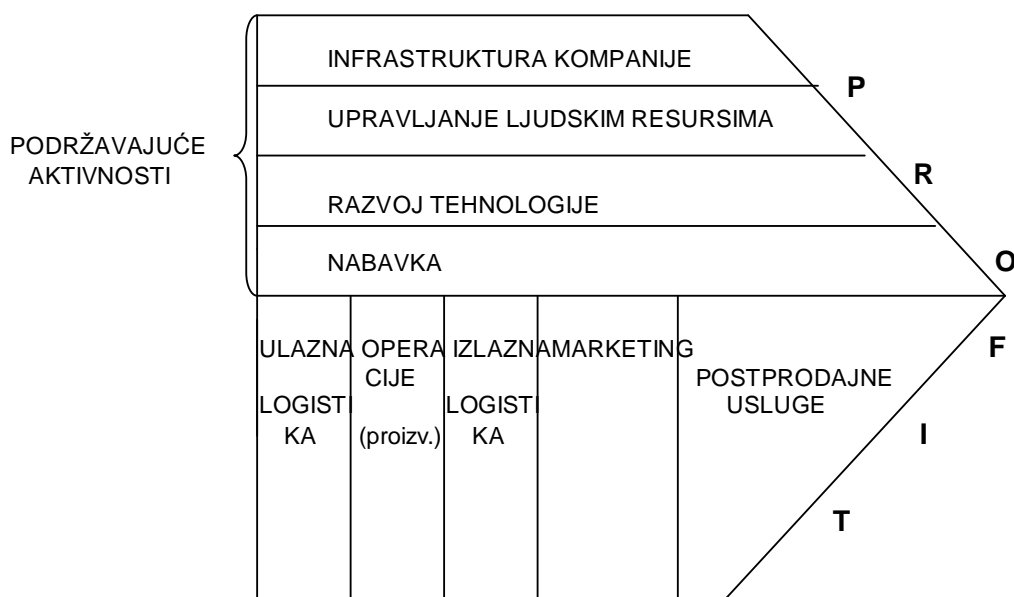 INFRASTRUKTURA KOMPANIJE
P
UPRAVLJANJE LJUDSKIM RESURSIMA
PODRŽAVAJUĆE
AKTIVNOSTI
R
RAZVOJ TEHNOLOGIJE
O
NABAVKA
ULAZNA
LOGISTI
KA
OPERA
CIJE
(proizv.)
IZLAZNA
LOGISTI
KA
MARKETING
POSTPRODAJNE
USLUGE
F
I
T